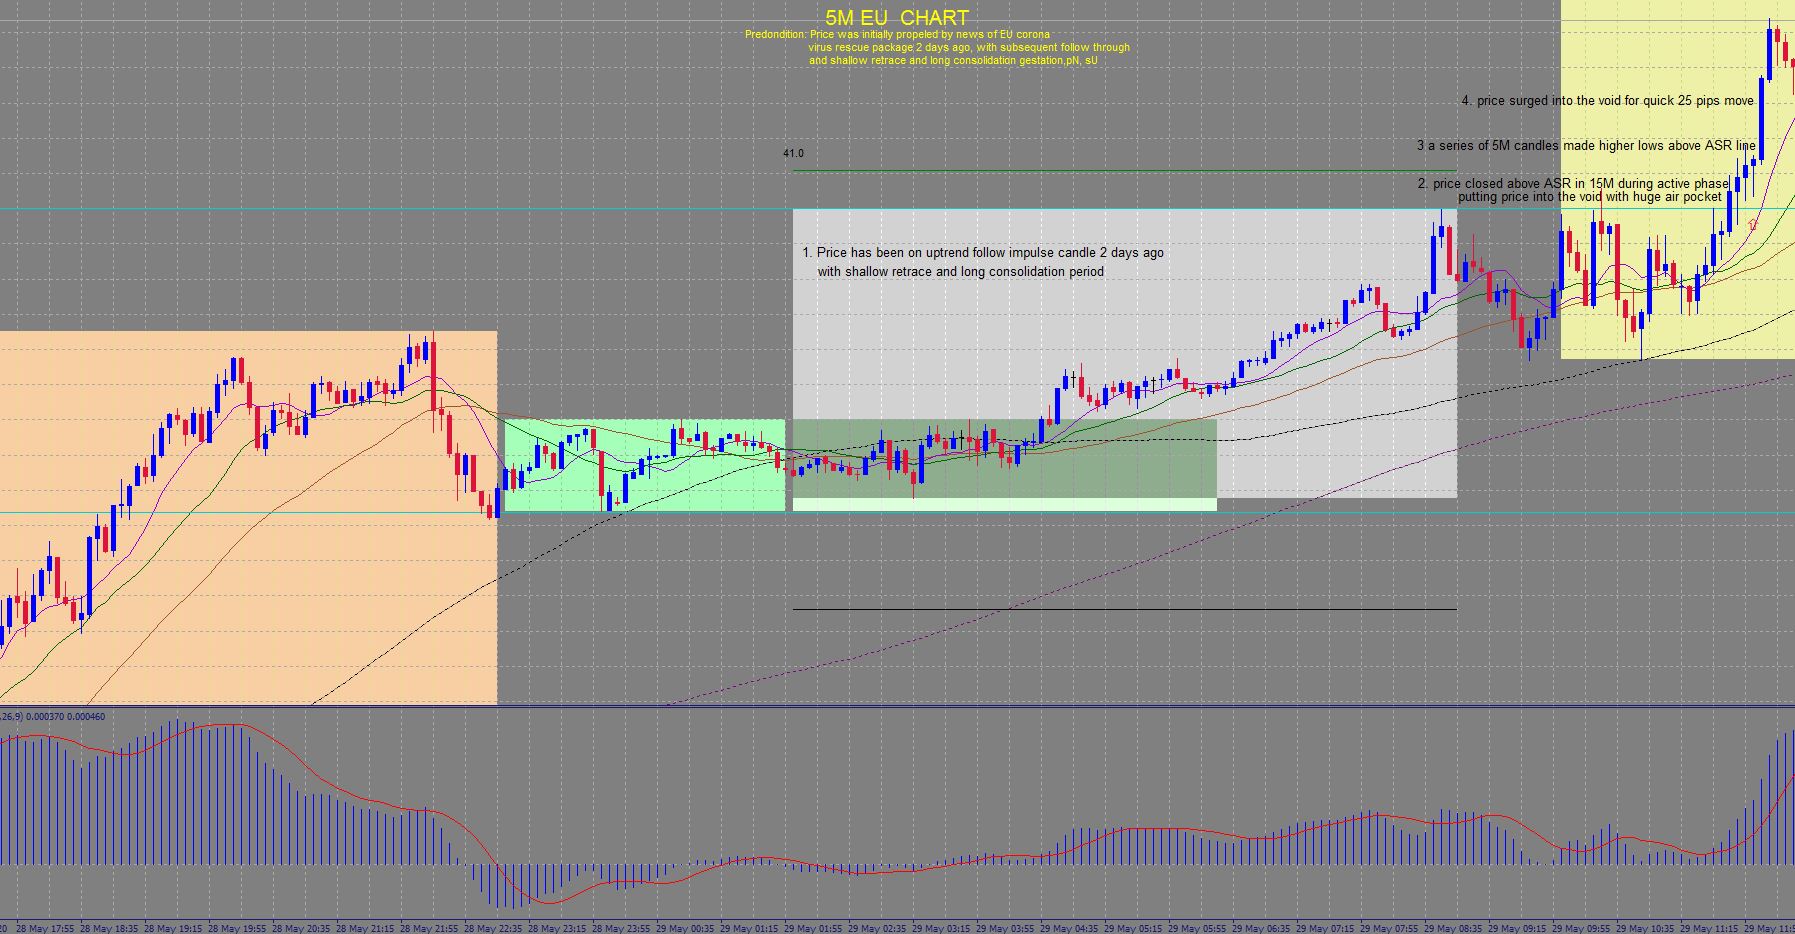 5M EU  CHART
Predondition: Price was initially propeled by news of EU corona
virus rescue package 2 days ago, with subsequent follow through
and shallow retrace and long consolidation gestation,pN, sU
4. price surged into the void for quick 25 pips move
3 a series of 5M candles made higher lows above ASR line
41.0
2. price closed above ASR in 15M during active phase
putting price into the void with huge air pocket
1. Price has been on uptrend follow impulse candle 2 days ago
with shallow retrace and long consolidation period
,26,9) 0.000370 0.000460
20 28 May 17:55 28 May 18:35 28 May 19:15 28 May 19:55 28 May 20:35 28 May 21:15 28 May 21:55 28 May 22:35 28 May 23:15 28 May 23:55 29 May 00:35 29 May 01:15 29 May 01:55 29 May 02:35 29 May 03:15 29 May 03:55 29 May 04:35 29 May 05:15 29 May 05:55 29 May 06:35 29 May 07:15 29 May 07:55 29 May 08:35 29 May 09:15 29 May 09:55 29 May 10:35 29 May 11:15 29 May 11:5